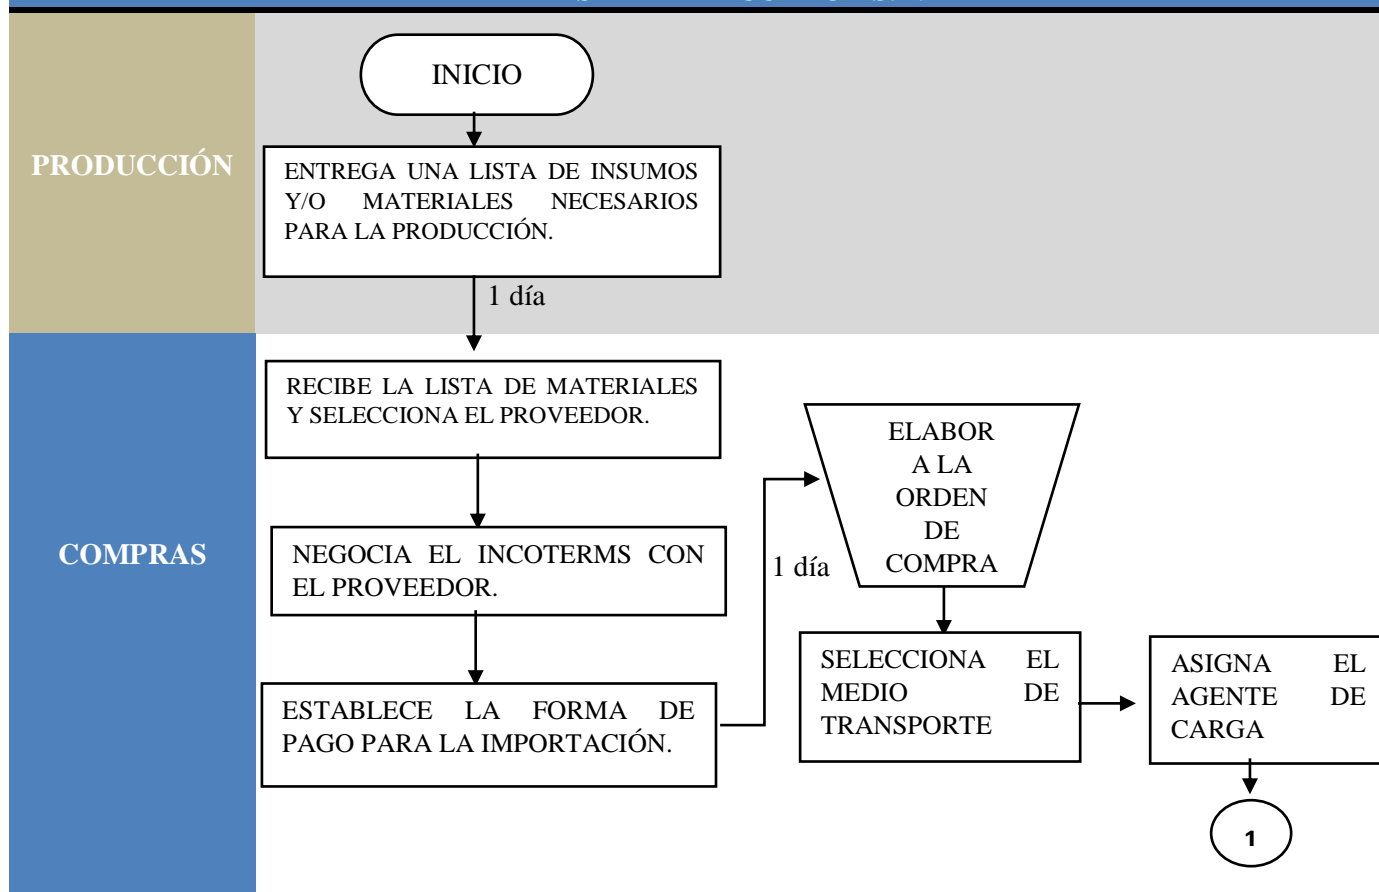 INICIO
PRODUCCIÓN
ENTREGA UNA LISTA DE INSUMOS
Y/O MATERIALES NECESARIOS
PARA LA PRODUCCIÓN.
1 día
RECIBE LA LISTA DE MATERIALES
Y SELECCIONA EL PROVEEDOR.
COMPRAS
NEGOCIA EL INCOTERMS CON
EL PROVEEDOR.
ESTABLECE LA FORMA DE
PAGO PARA LA IMPORTACIÓN.
1 día
ELABOR
A LA
ORDEN
DE
COMPRA
SELECCIONA EL
MEDIO DE
TRANSPORTE
ASIGNA EL
AGENTE DE
CARGA
1